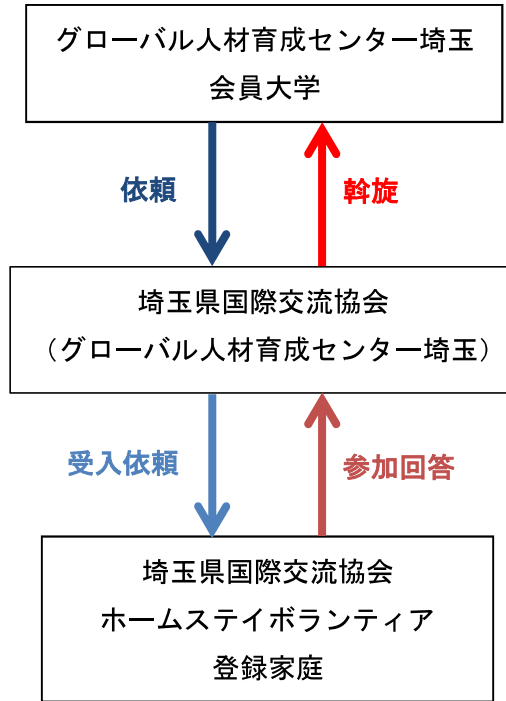 グローバル人材育成センター埼玉
会員大学
依頼
斡旋
埼玉県国際交流協会
（グローバル人材育成センター埼玉）
受入依頼
参加回答
埼玉県国際交流協会
ホームステイボランティア
登録家庭